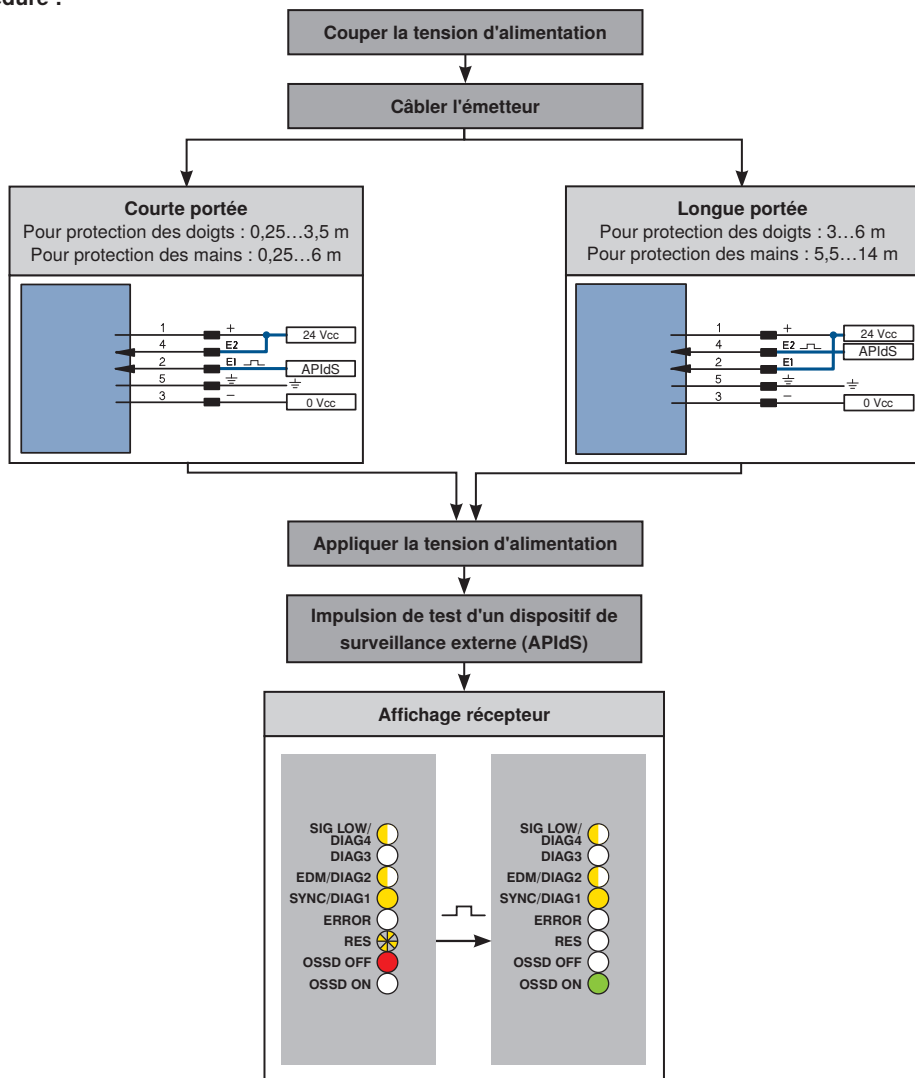 édure :
Couper la tension d'alimentation
Câbler l'émetteur
Courte portée
Pour protection des doigts : 0,25…3,5 m
Pour protection des mains : 0,25…6 m
1 + 24 Vcc
4 E2
2 E1 APIdS
5
3 – 0 Vcc
Longue portée
Pour protection des doigts : 3…6 m
Pour protection des mains : 5,5…14 m
1 + 24 Vcc
4 E2 APIdS
2 E1
5
3 – 0 Vcc
Appliquer la tension d'alimentation
Impulsion de test d'un dispositif de
surveillance externe (APIdS)
Affichage récepteur
SIG LOW/
DIAG4
DIAG3
EDM/DIAG2
SYNC/DIAG1
ERROR
RES
OSSD OFF
OSSD ON
SIG LOW/
DIAG4
DIAG3
EDM/DIAG2
SYNC/DIAG1
ERROR
RES
OSSD OFF
OSSD ON